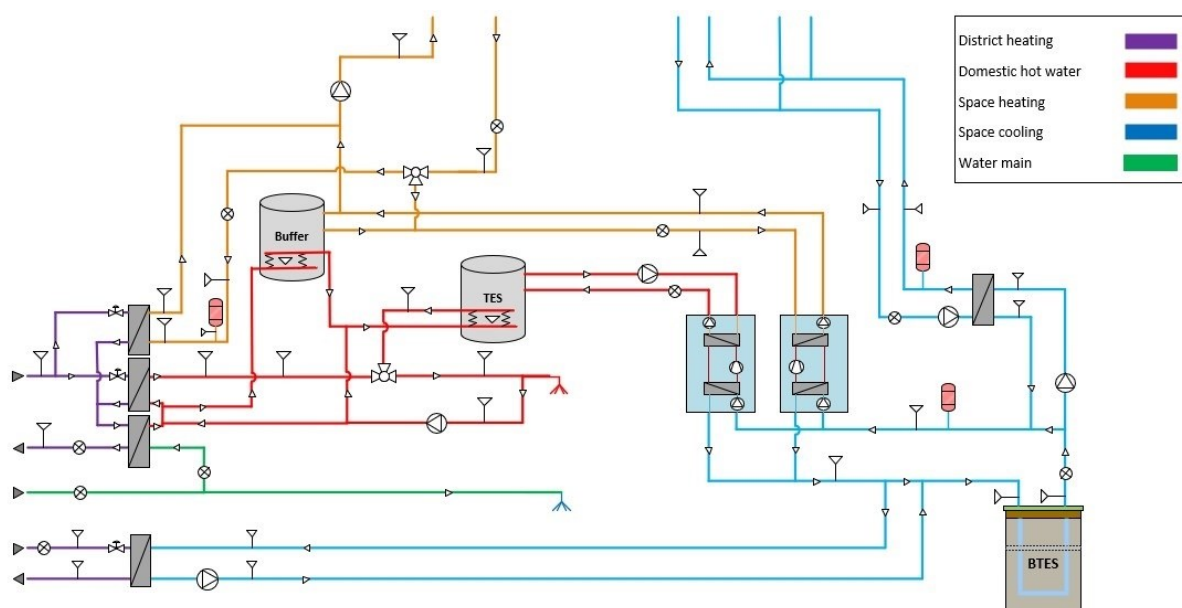 District heating
Domestic hot water
Space heating
Space cooling
Water main
Buffer
TES
BTES